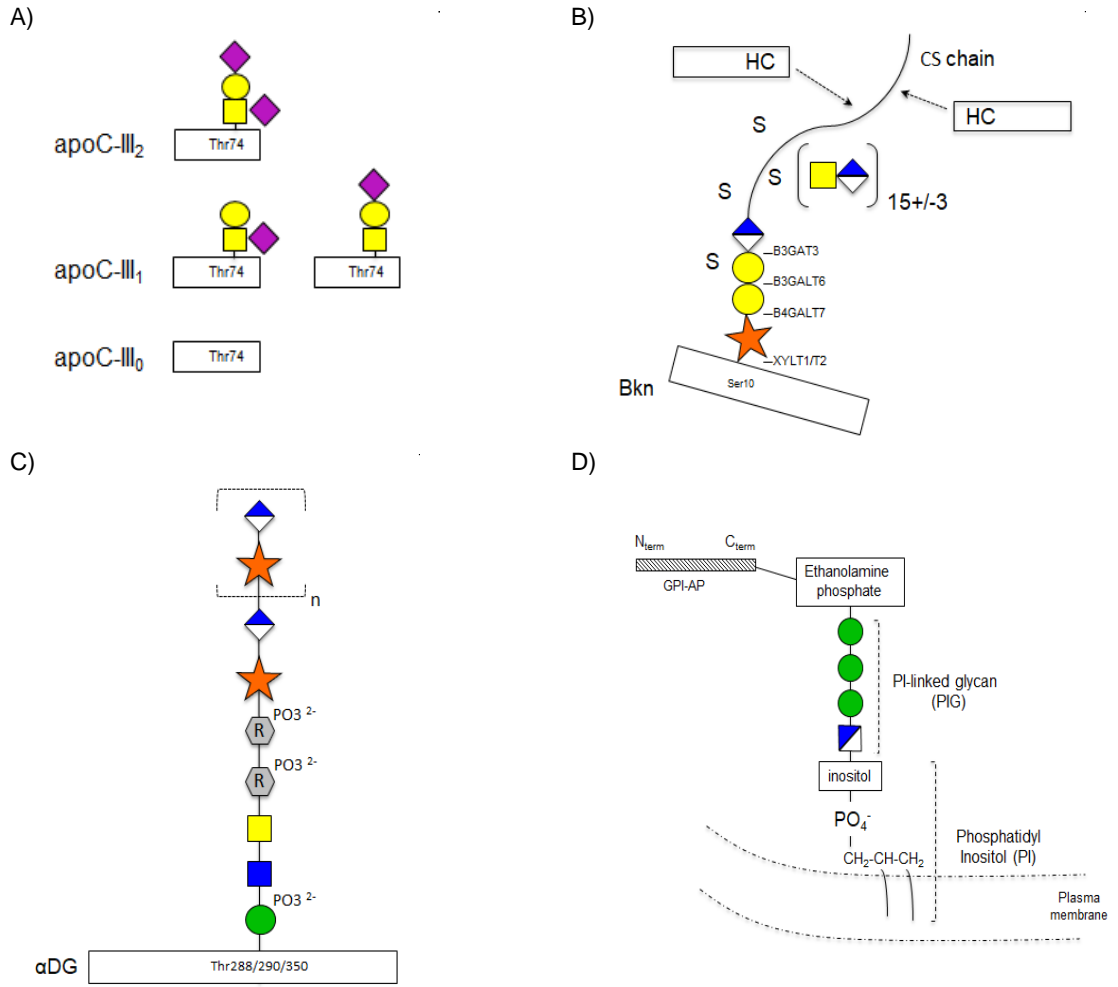 A)
apoC-III2
Thr74
apoC-III1
Thr74
Thr74
apoC-III0
Thr74
B)
HC
CS chain
HC
S
S
S
15+/-3
S
B3GAT3
B3GALT6
B4GALT7
XYLT1/T2
Ser10
Bkn
C)
n
R
PO3 2-
R
PO3 2-
PO3 2-
αDG
Thr288/290/350
D)
Nterm
Cterm
GPI-AP
Ethanolamine
phosphate
PI-linked glycan
(PIG)
inositol
PO4-
Phosphatidyl
Inositol (PI)
CH2-CH-CH2
Plasma
membrane